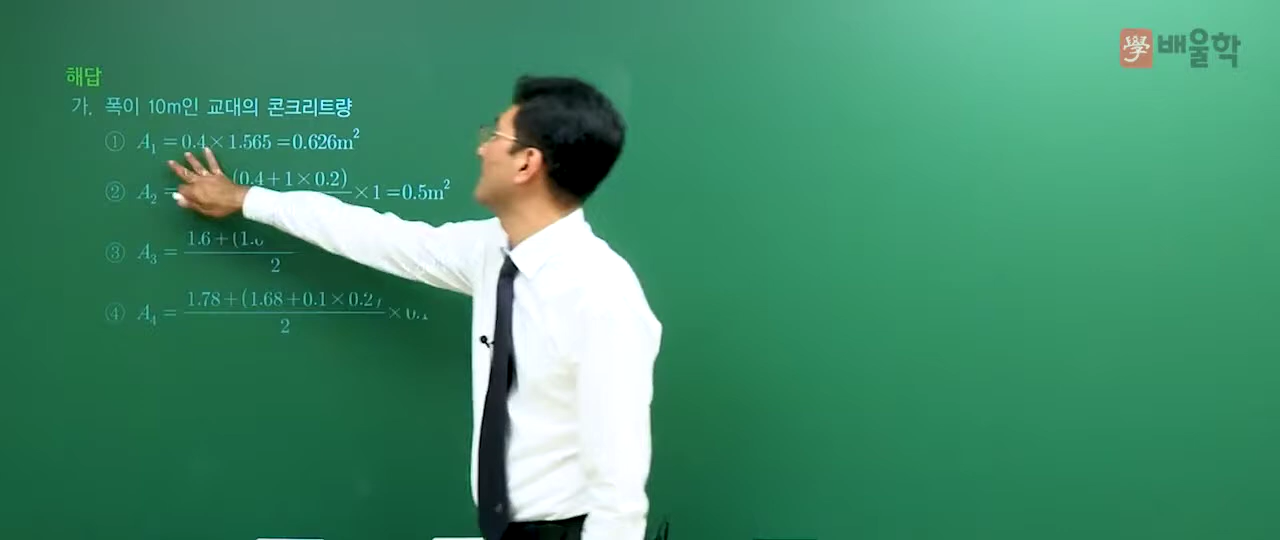 學 배울학
해답
가. 폭이 10m인 교대의 콘크리트량
① A₁ = 0.4 × 1.565 = 0.626m²
② A₂ = (0.4 + 1 × 0.2) × 1 = 0.5m²
③ A₃ = 1.6 + (1. / 2
④ A₄ = 1.78 + (1.68 + 0.1 × 0.2) / 2 × 0.1